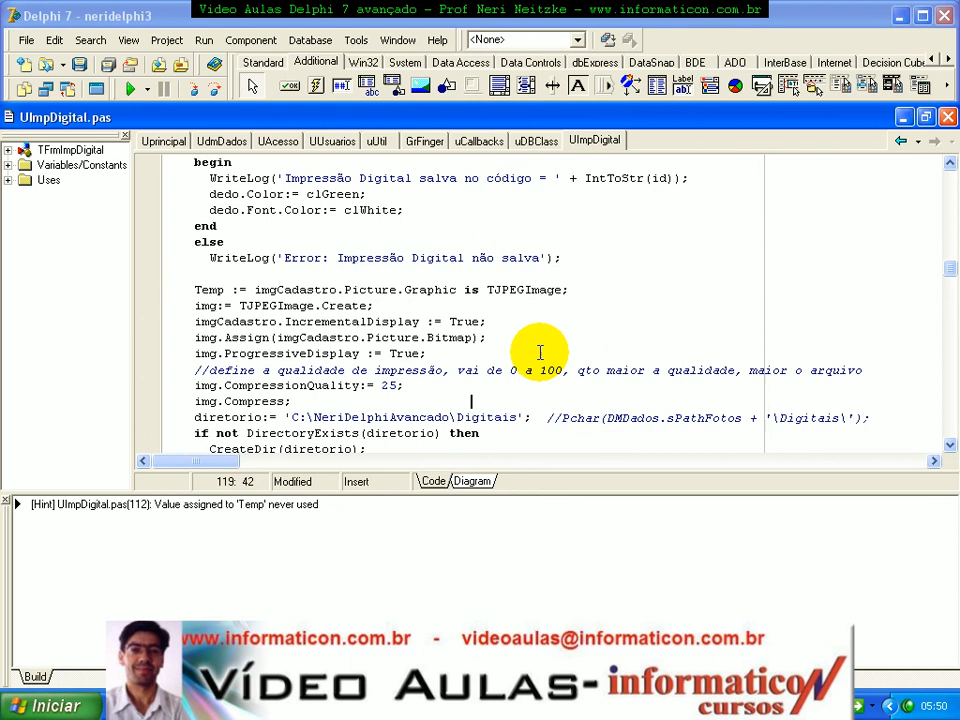 Video Aulas Delphi 7 avançado - Prof Neri Neitzke - www.informaticon.com.br
Delphi 7 - neridelphi3
File Edit Search View Project Run Component Database Tools Window Help <None>
Standard Additional Win32 System Data Access Data Controls dbExpress DataSnap BDE ADO InterBase Internet Decision Cube
UImpDigital.pas
TFrmImpDigital
Variables/Constants
Uses
Uprincipal UdmDados UAcesso UUsuarios uUtil GrFinger uCallbacks uDBClass UImpDigital
begin
WriteLog('Impressão Digital salva no código = ' + IntToStr(id));
dedo.Color:= clGreen;
dedo.Font.Color:= clWhite;
end
else
WriteLog('Error: Impressão Digital não salva');
Temp := imgCadastro.Picture.Graphic is TJPEGImage;
img:= TJPEGImage.Create;
imgCadastro.IncrementalDisplay := True;
img.Assign(imgCadastro.Picture.Bitmap);
img.ProgressiveDisplay := True;
//define a qualidade de impressão, vai de 0 a 100, qto maior a qualidade, maior o arquivo
img.CompressionQuality:= 25;
img.Compress;
diretorio:= 'C:\NeriDelphiAvancado\Digitais'; //Pchar(DMDados.sPathFotos + '\Digitais\');
if not DirectoryExists(diretorio) then
CreateDir(diretorio);
119: 42 Modified Insert Code Diagram
[Hint] UImpDigital.pas(112): Value assigned to 'Temp' never used
www.informaticon.com.br - videoaulas@informaticon.com.br
Vídeo Aulas- informaticon
cursos
Build
Iniciar 05:50